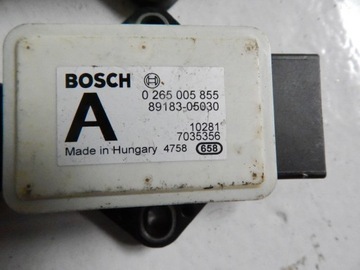 BOSCH
A
0 265 005 855
89183-05030
10281
7035356
Made in Hungary 4758 658